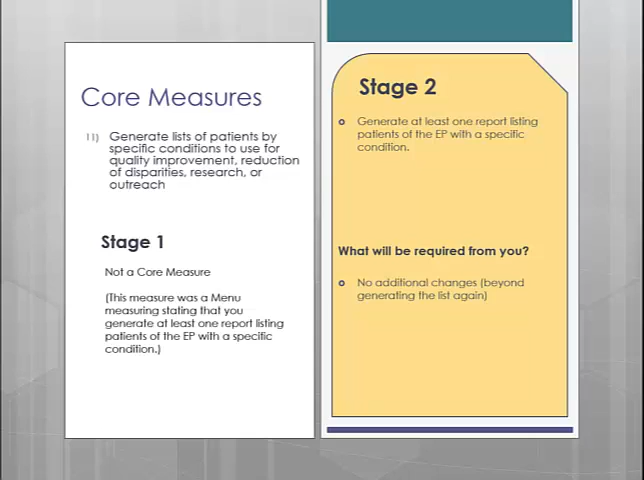 Core Measures
11) Generate lists of patients by
specific conditions to use for
quality improvement, reduction
of disparities, research, or
outreach
Stage 1
Not a Core Measure
(This measure was a Menu
measuring stating that you
generate at least one report listing
patients of the EP with a specific
condition.)
Stage 2
Generate at least one report listing
patients of the EP with a specific
condition.
What will be required from you?
No additional changes (beyond
generating the list again)